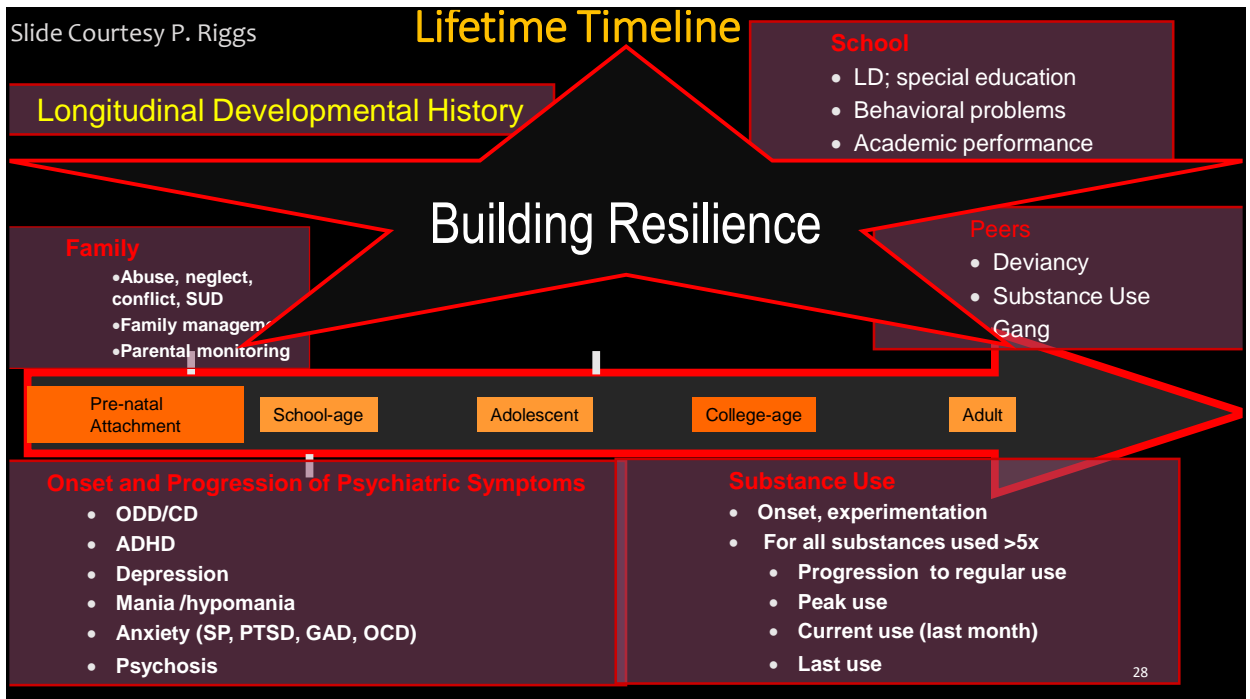 Slide Courtesy P. Riggs
Lifetime Timeline
Longitudinal Developmental History
School
• LD; special education
• Behavioral problems
• Academic performance
Building Resilience
Family
•Abuse, neglect,
conflict, SUD
•Family
•Parental monitoring
Peers
• Deviancy
• Substance Use
Gang
Pre-natal
Attachment
School-age
Adolescent
College-age
Adult
Onset and Progression of Psychiatric Symptoms
• ODD/CD
• ADHD
• Depression
• Mania /hypomania
• Anxiety (SP, PTSD, GAD, OCD)
• Psychosis
Substance Use
• Onset, experimentation
• For all substances used >5x
• Progression to regular use
• Peak use
• Current use (last month)
• Last use
28